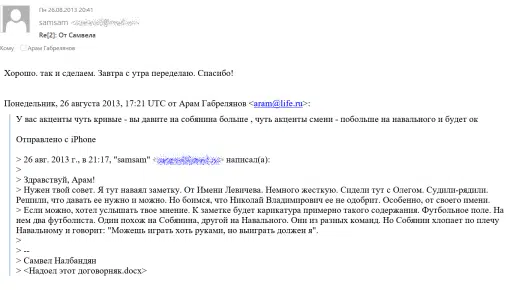 Пн 26.08.2013 20:41
samsam
Re[2]: От Самвела
Кому Арам Габрелянов
Хорошо. так и сделаем. Завтра с утра переделаю. Спасибо!
Понедельник, 26 августа 2013, 17:21 UTC от Арам Габрелянов <aram@life.ru>:
У вас акценты чуть кривые - вы давите на собянина больше , чуть акценты смени - побольше на навального и будет ок
Отправлено с iPhone
> 26 авг. 2013 г., в 21:17, "samsam" написал(а):
>
> Здравствуй, Арам!
> Нужен твой совет. Я тут наваял заметку. От Имени Левичева. Немного жесткую. Сидели тут с Олегом. Судили-рядили.
Решили, что давать ее нужно и можно. Но боимся, что Николай Владимирович ее не одобрит. Особенно, от своего имени.
> Если можно, хотел услышать твое мнение. К заметке будет карикатура примерно такого содержания. Футбольное поле. На
нем два футболиста. Один похож на Собянина, другой на Навального. Они из разных команд. Но Собянин хлопает по плечу
Навальному и говорит: "Можешь играть хоть руками, но выиграть должен я".
>
> --
> Самвел Налбандян
> <Надоел этот договорняк.docx>